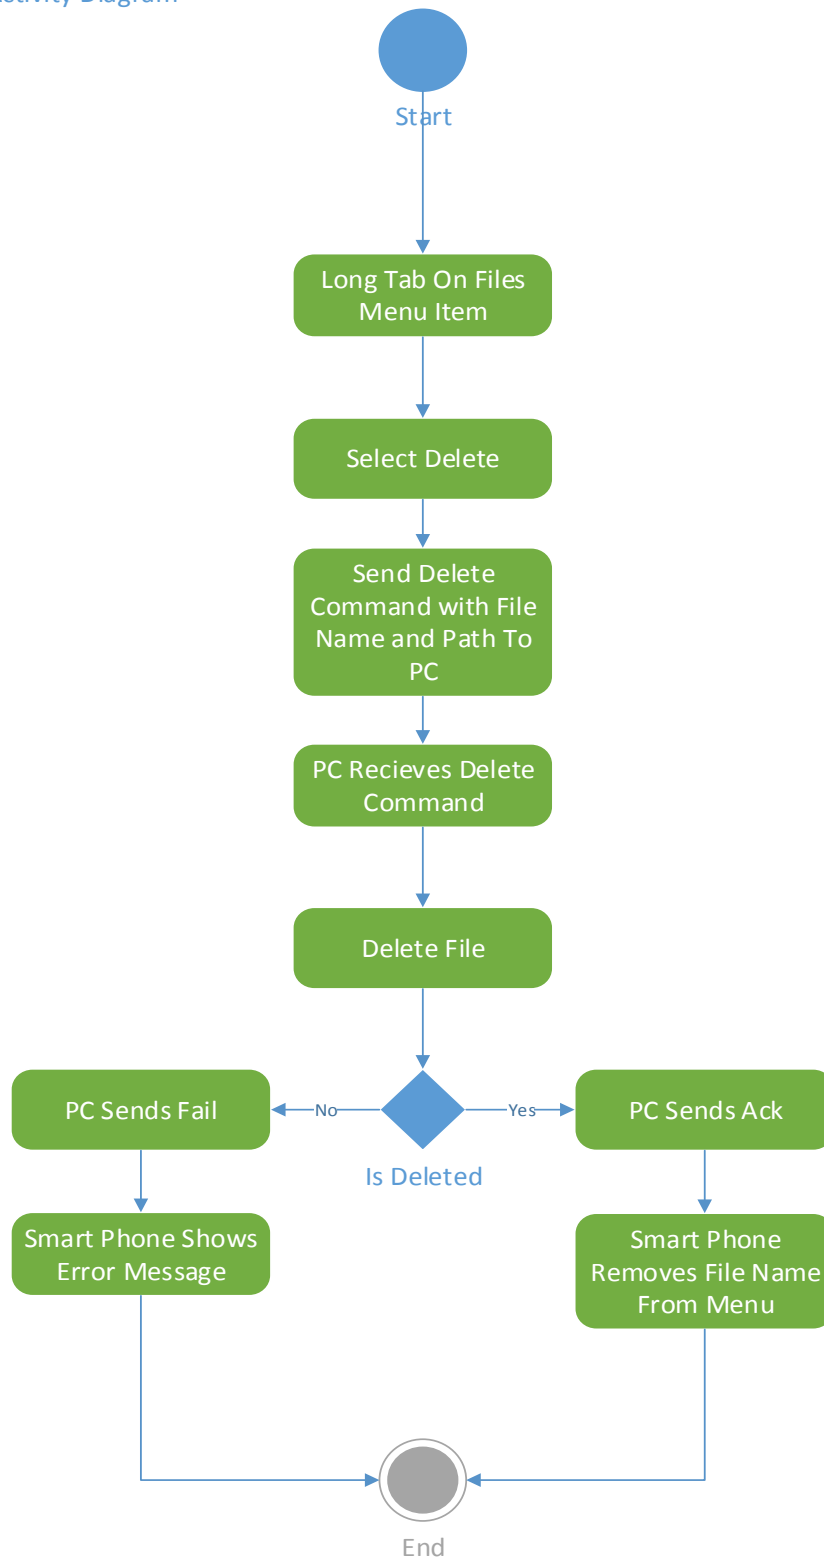 Activity Diagram
Start
Long Tab On Files
Menu Item
Select Delete
Send Delete
Command with File
Name and Path To
PC
PC Recieves Delete
Command
Delete File
PC Sends Fail
No
Yes
PC Sends Ack
Is Deleted
Smart Phone Shows
Error Message
Smart Phone
Removes File Name
From Menu
End